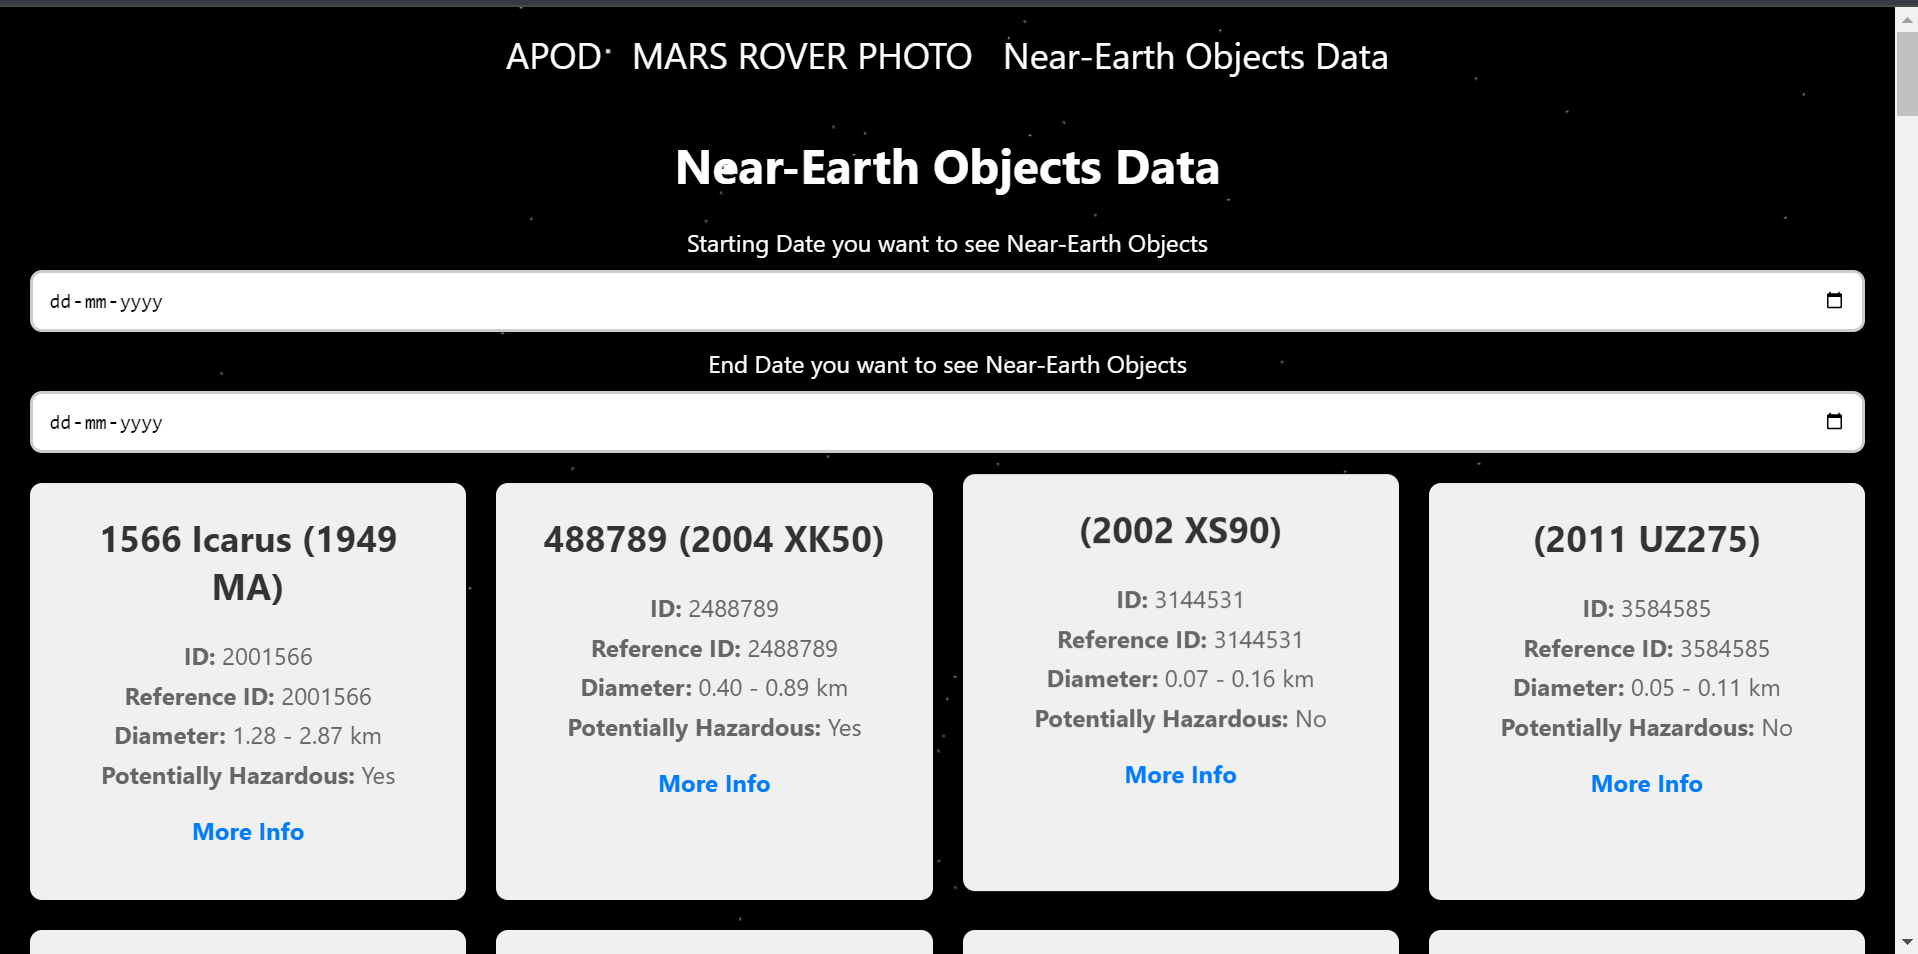 APOD MARS ROVER PHOTO Near-Earth Objects Data
Near-Earth Objects Data
Starting Date you want to see Near-Earth Objects
dd-mm-yyyy
End Date you want to see Near-Earth Objects
dd-mm-yyyy
1566 Icarus (1949
MA)
ID: 2001566
Reference ID: 2001566
Diameter: 1.28 - 2.87 km
Potentially Hazardous: Yes
More Info
488789 (2004 XK50)
ID: 2488789
Reference ID: 2488789
Diameter: 0.40 - 0.89 km
Potentially Hazardous: Yes
More Info
(2002 XS90)
ID: 3144531
Reference ID: 3144531
Diameter: 0.07 - 0.16 km
Potentially Hazardous: No
More Info
(2011 UZ275)
ID: 3584585
Reference ID: 3584585
Diameter: 0.05 - 0.11 km
Potentially Hazardous: No
More Info